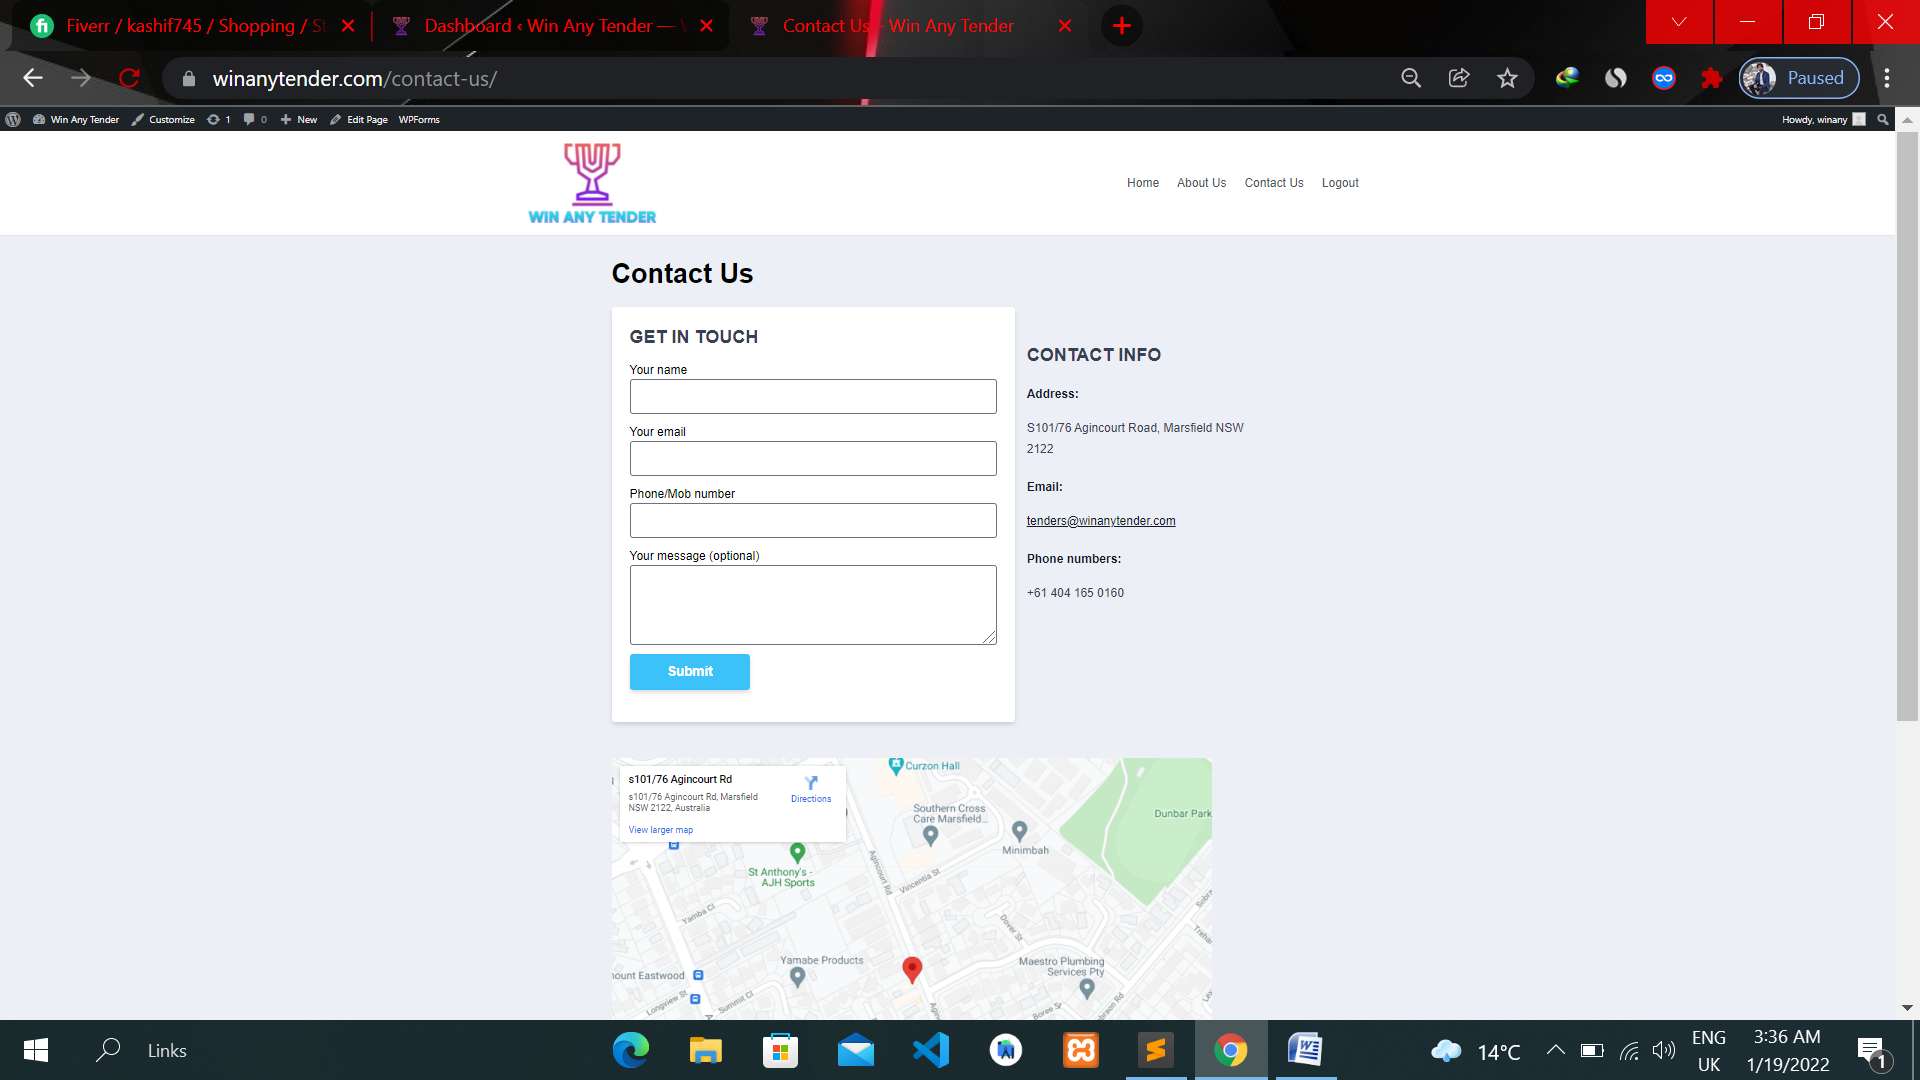 Fiverr / kashif745 / Shopping / St
Dashboard ‹ Win Any Tender —
Contact Us – Win Any Tender
winanytender.com/contact-us/
Paused
Win Any Tender
Customize
1
0
New
Edit Page
WPForms
Howdy, winany
WIN ANY TENDER
Home
About Us
Contact Us
Logout
Contact Us
GET IN TOUCH
Your name
Your email
Phone/Mob number
Your message (optional)
Submit
CONTACT INFO
Address:
S101/76 Agincourt Road, Marsfield NSW
2122
Email:
tenders@winanytender.com
Phone numbers:
+61 404 165 0160
s101/76 Agincourt Rd
s101/76 Agincourt Rd, Marsfield
NSW 2122, Australia
Directions
View larger map
Curzon Hall
Southern Cross
Care Marsfield...
Minimbah
Dunbar Park
St Anthony's -
AJH Sports
Agincourt Rd
Vincentia St
Yamba Cl
Dover St
Yamabe Products
Maestro Plumbing
Services Pty
ount Eastwood
Longview St
Summit Cl
Boree St
Links
14°C
ENG
UK
3:36 AM
1/19/2022
1